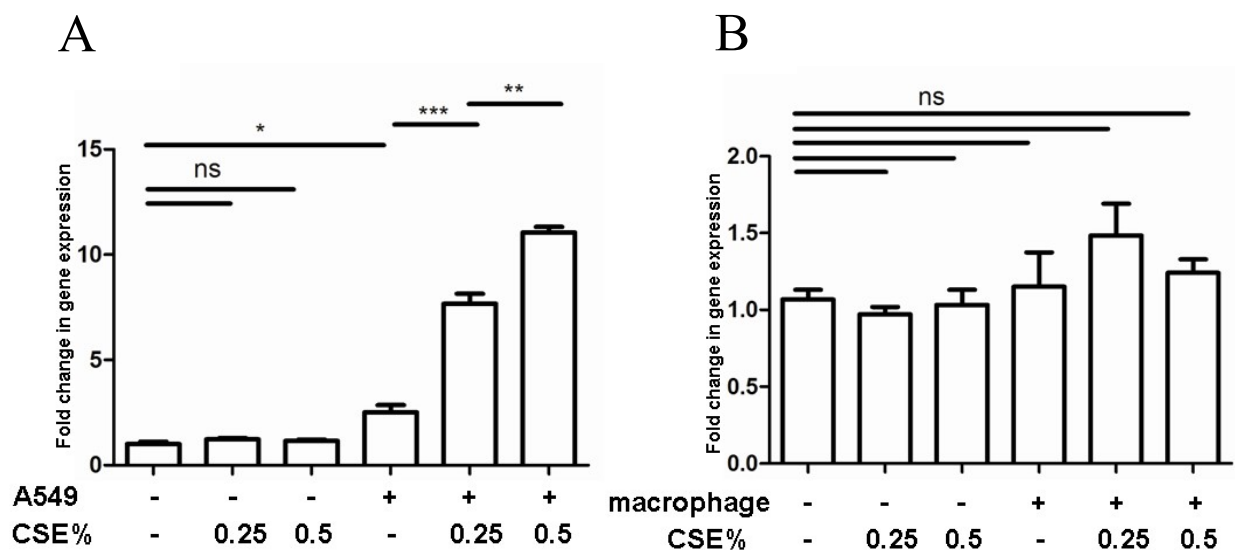 A
***
**
*
ns
15
10
5
0
Fold change in gene expression
A549 - - - + + +
CSE% - 0.25 0.5 - 0.25 0.5
B
ns
2.0
1.5
1.0
0.5
0.0
Fold change in gene expression
macrophage - - - + + +
CSE% - 0.25 0.5 - 0.25 0.5